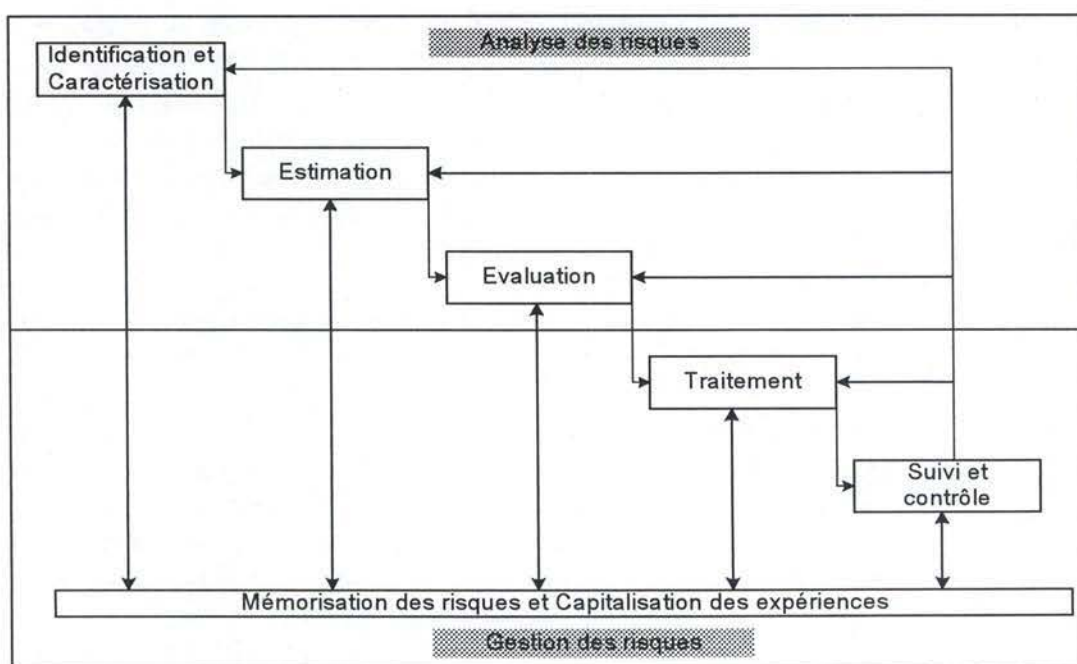 Analyse des risques
Identification et
Caractérisation
Estimation
Evaluation
Traitement
Suivi et
contrôle
Mémorisation des risques et Capitalisation des expériences
Gestion des risques